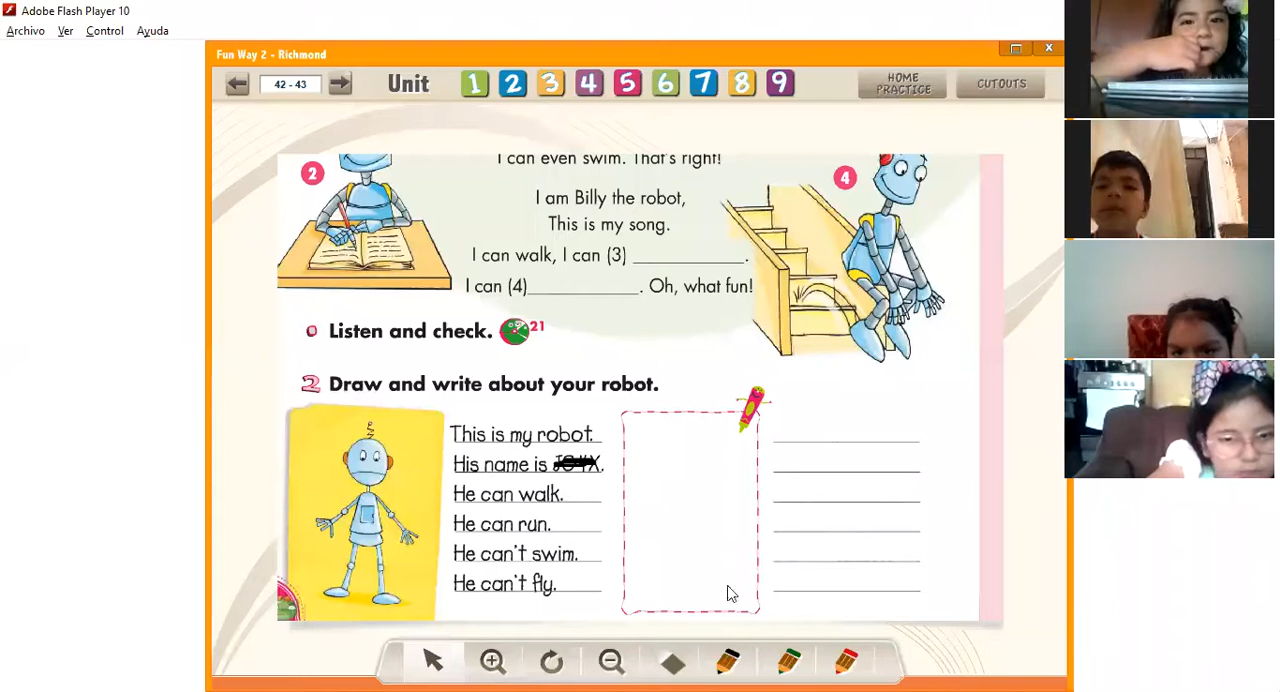 Adobe Flash Player 10
Archivo Ver Control Ayuda
Fun Way 2 - Richmond
42 - 43 Unit 1 2 3 4 5 6 7 8 9 HOME PRACTICE CUTOUTS
2
4
I can even swim. That's right!
I am Billy the robot,
This is my song.
I can walk, I can (3) ____________.
I can (4)____________. Oh, what fun!
Listen and check. 21
2 Draw and write about your robot.
This is my robot.
His name is
He can walk.
He can run.
He can't swim.
He can't fly.